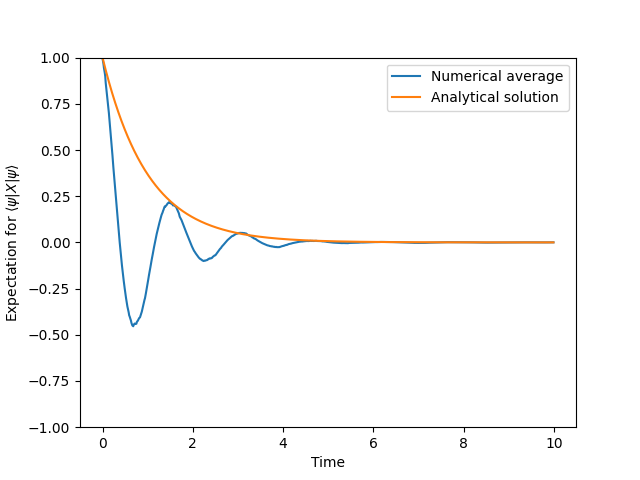 1.00
0.75
0.50
0.25
0.00
−0.25
−0.50
−0.75
−1.00
Expectation for ⟨ψ|X|ψ⟩
Numerical average
Analytical solution
0 2 4 6 8 10
Time